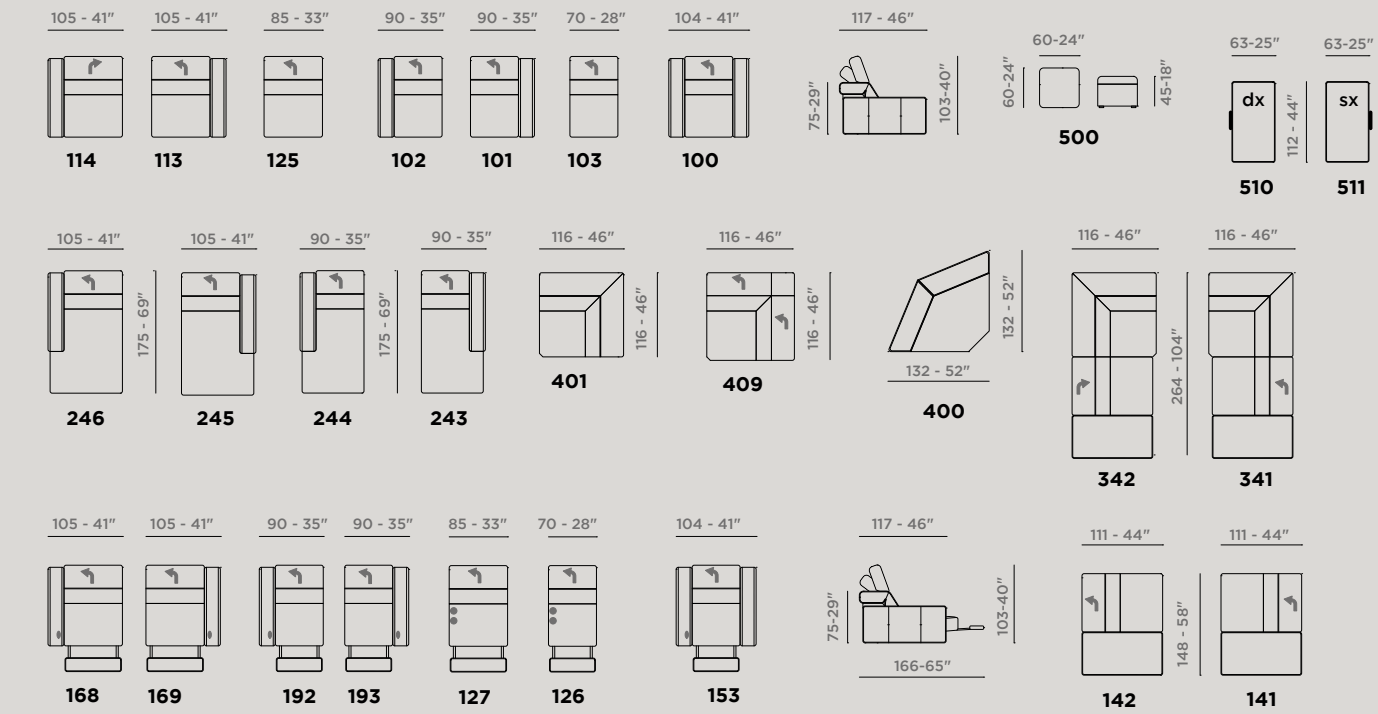 105 - 41" 105 - 41" 85 - 33" 90 - 35" 90 - 35" 70 - 28" 104 - 41" 117 - 46"
60-24" 63-25" 63-25"
75-29" 103-40" 60-24" 45-18" dx 112 - 44" sx
114 113 125 102 101 103 100 500
510 511
105 - 41" 105 - 41" 90 - 35" 90 - 35" 116 - 46" 116 - 46" 116 - 46" 116 - 46"
175 - 69" 175 - 69" 116 - 46" 116 - 46" 132 - 52" 264 - 104"
132 - 52"
401 409
246 245 244 243 400
342 341
105 - 41" 105 - 41" 90 - 35" 90 - 35" 85 - 33" 70 - 28" 104 - 41" 117 - 46"
111 - 44" 111 - 44"
75-29" 103-40" 148 - 58"
166-65"
168 169 192 193 127 126 153 142 141